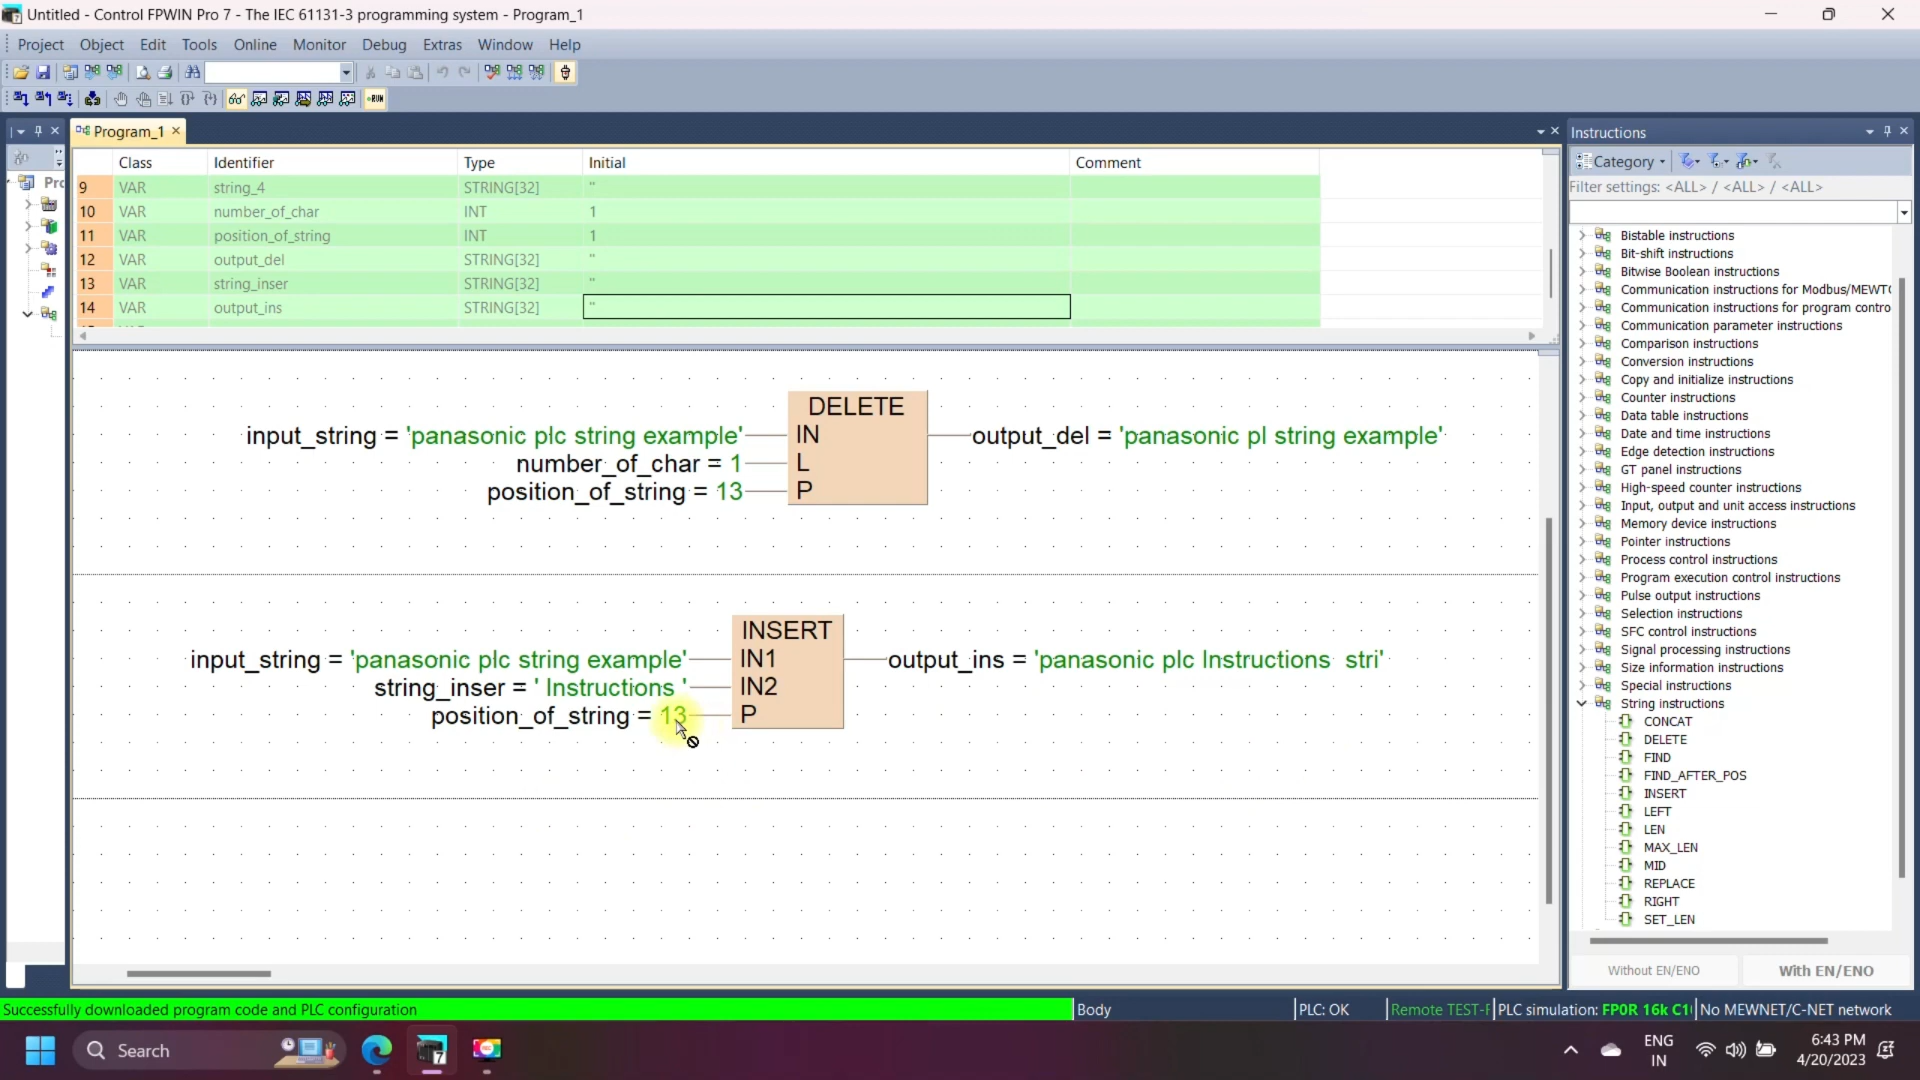 Untitled - Control FPWIN Pro 7 - The IEC 61131-3 programming system - Program_1
Project Object Edit Tools Online Monitor Debug Extras Window Help
Program_1
Class Identifier Type Initial Comment
9 VAR string_4 STRING[32] ''
10 VAR number_of_char INT 1
11 VAR position_of_string INT 1
12 VAR output_del STRING[32] ''
13 VAR string_inser STRING[32] ''
14 VAR output_ins STRING[32] ''
DELETE
input_string = 'panasonic plc string example' IN output_del = 'panasonic pl string example'
number_of_char = 1 L
position_of_string = 13 P
INSERT
input_string = 'panasonic plc string example' IN1 output_ins = 'panasonic plc Instructions  stri'
string_inser = ' Instructions ' IN2
position_of_string = 13 P
Instructions
Category
Filter settings: <ALL> / <ALL> / <ALL>
Bistable instructions
Bit-shift instructions
Bitwise Boolean instructions
Communication instructions for Modbus/MEWTO
Communication instructions for program contro
Communication parameter instructions
Comparison instructions
Conversion instructions
Copy and initialize instructions
Counter instructions
Data table instructions
Date and time instructions
Edge detection instructions
GT panel instructions
High-speed counter instructions
Input, output and unit access instructions
Memory device instructions
Pointer instructions
Process control instructions
Program execution control instructions
Pulse output instructions
Selection instructions
SFC control instructions
Signal processing instructions
Size information instructions
Special instructions
String instructions
CONCAT
DELETE
FIND
FIND_AFTER_POS
INSERT
LEFT
LEN
MAX_LEN
MID
REPLACE
RIGHT
SET_LEN
Without EN/ENO With EN/ENO
Successfully downloaded program code and PLC configuration Body PLC: OK Remote TEST-F PLC simulation: FP0R 16k C1 No MEWNET/C-NET network
Search
ENG
IN
6:43 PM
4/20/2023